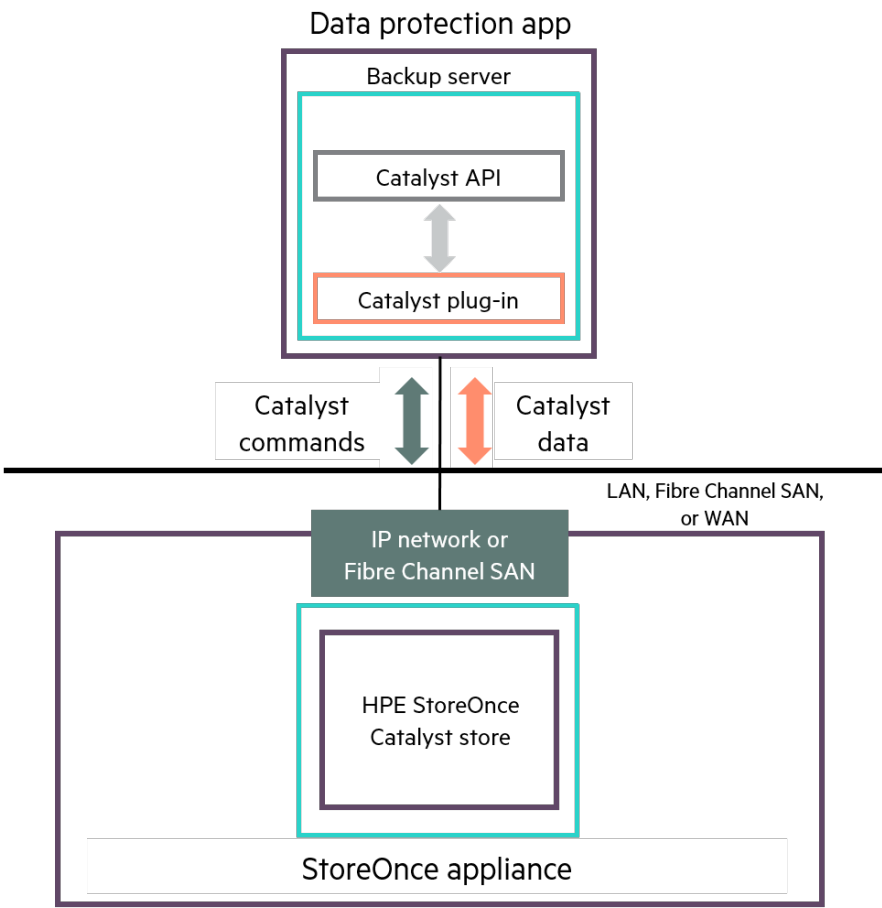 Data protection app
Backup server
Catalyst API
Catalyst plug-in
Catalyst
commands
Catalyst
data
LAN, Fibre Channel SAN,
or WAN
IP network or
Fibre Channel SAN
HPE StoreOnce
Catalyst store
StoreOnce appliance